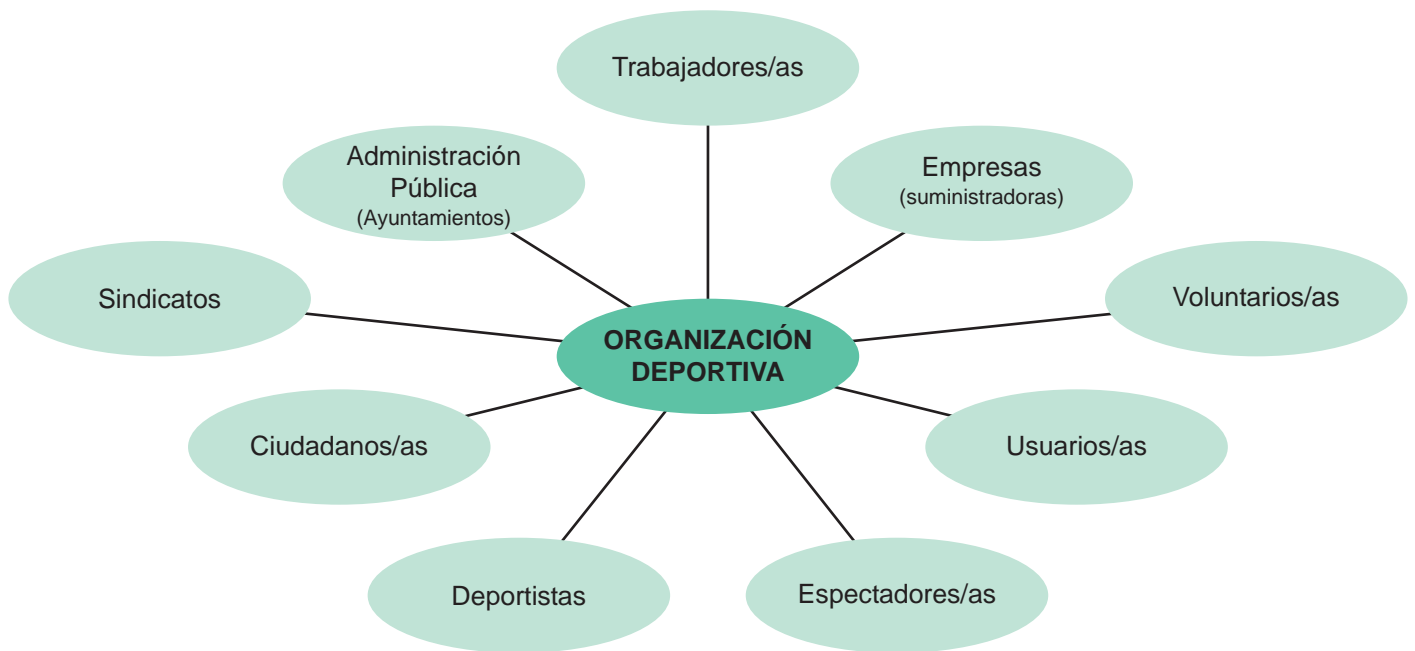 Trabajadores/as
Administración
Pública
(Ayuntamientos)
Empresas
(suministradoras)
Sindicatos
Voluntarios/as
ORGANIZACIÓN
DEPORTIVA
Ciudadanos/as
Usuarios/as
Deportistas
Espectadores/as